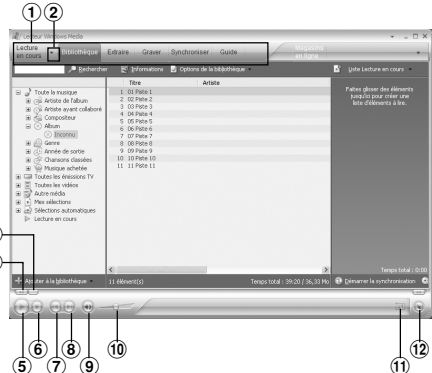 ① ②
Lecteur Windows Media
Lecture en cours Bibliothèque Extraire Graver Synchroniser Guide Magasins en ligne
Rechercher Informations Options de la bibliothèque Liste Lecture en cours
Titre Artiste
Toute la musique
Artiste de l'album
Artiste ayant collaboré
Compositeur
Album
Inconnu
Genre
Année de sortie
Chansons classées
Musique achetée
Toutes les émissions TV
Toutes les vidéos
Autre média
Mes sélections
Sélections automatiques
Lecture en cours
1 01 Piste 1
2 02 Piste 2
3 03 Piste 3
4 04 Piste 4
5 05 Piste 5
6 06 Piste 6
7 07 Piste 7
8 08 Piste 8
9 09 Piste 9
10 10 Piste 10
11 11 Piste 11
Faites glisser des éléments
jusqu'ici pour créer une
liste d'éléments à lire.
Temps total : 0:00
Ajouter à la bibliothèque 11 élément(s) Temps total : 39:20 / 36,33 Mo Démarrer la synchronisation
⑤ ⑥ ⑦ ⑧ ⑨ ⑩ ⑪ ⑫